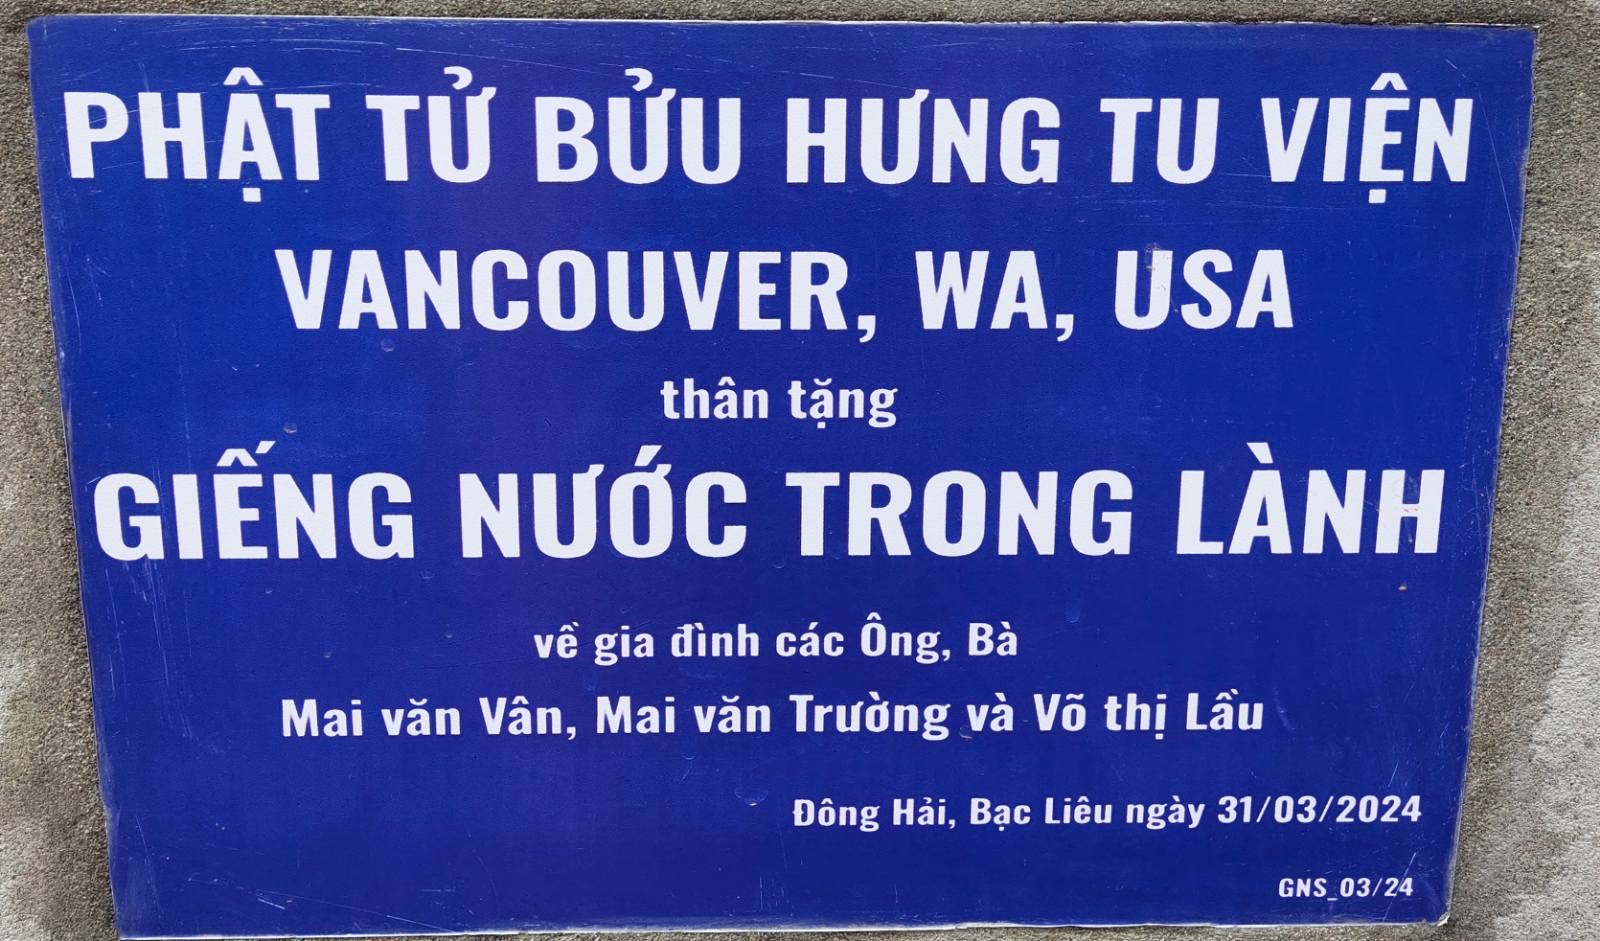 PHẬT TỬ BỬU HƯNG TU VIỆN
VANCOUVER, WA, USA
thân tặng
GIẾNG NƯỚC TRONG LÀNH
về gia đình các Ông, Bà
Mai văn Vân, Mai văn Trường và Võ thị Lầu
Đông Hải, Bạc Liêu ngày 31/03/2024
GNS_03/24